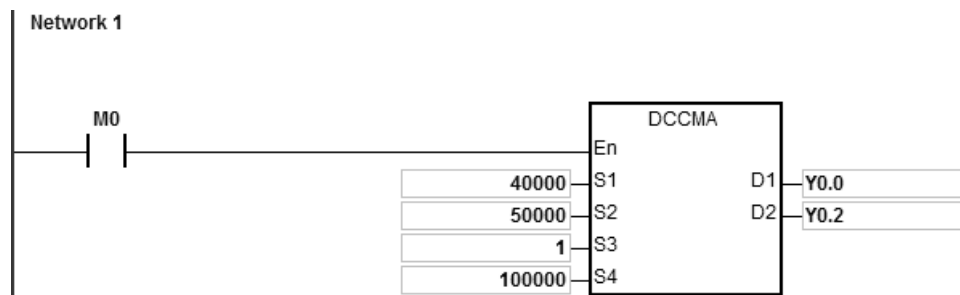 Network 1
M0
DCCMA
En
40000 S1 D1 Y0.0
50000 S2 D2 Y0.2
1 S3
100000 S4